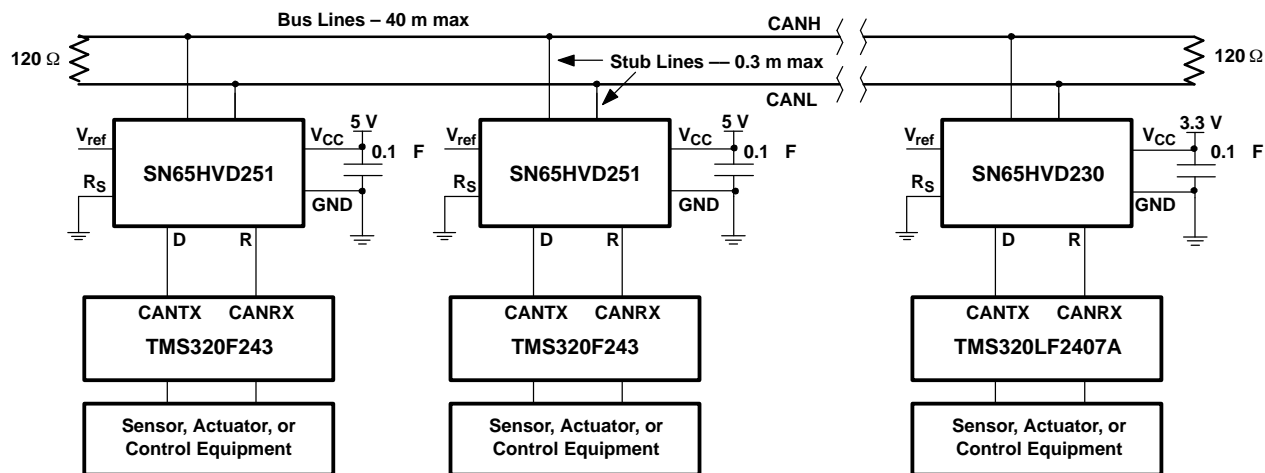 Bus Lines – 40 m max
CANH
120 Ω
Stub Lines –– 0.3 m max
120 Ω
CANL
Vref
VCC
5 V
0.1 F
SN65HVD251
RS
GND
D
R
CANTX CANRX
TMS320F243
Sensor, Actuator, or
Control Equipment
Vref
VCC
5 V
0.1 F
SN65HVD251
RS
GND
D
R
CANTX CANRX
TMS320F243
Sensor, Actuator, or
Control Equipment
Vref
VCC
3.3 V
0.1 F
SN65HVD230
RS
GND
D
R
CANTX CANRX
TMS320LF2407A
Sensor, Actuator, or
Control Equipment